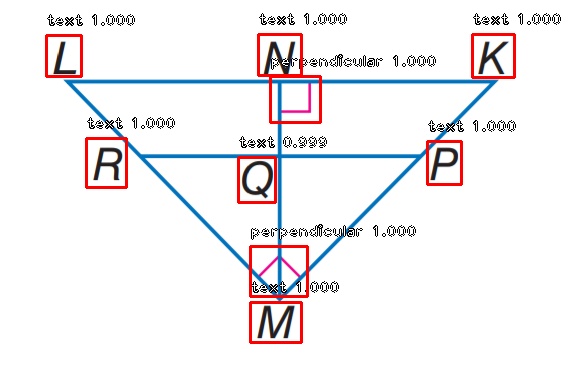 text 1.000 text 1.000 text 1.000
L N K
perpendicular 1.000
text 1.000 text 1.000
R P
text 0.999
Q
perpendicular 1.000
text 1.000
M